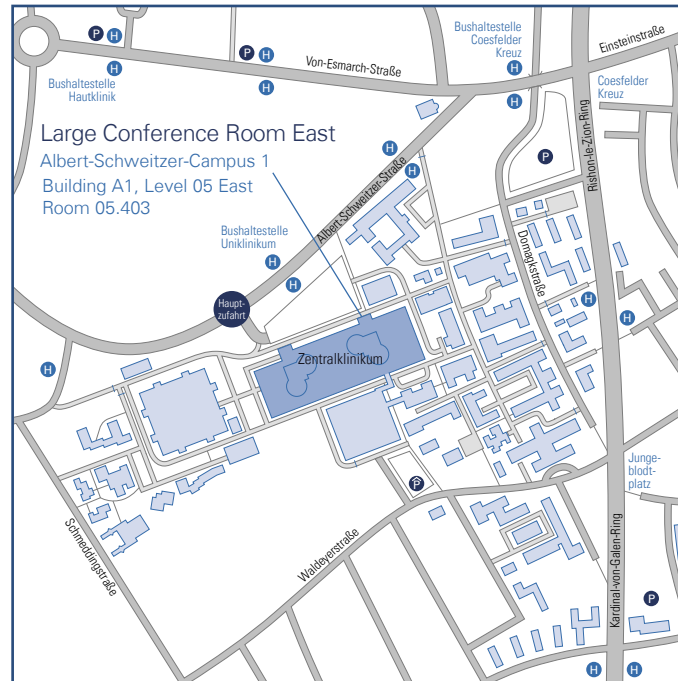 P
H
H
Bushaltestelle
Hautklinik
P
H
H
Von-Esmarch-Straße
Bushaltestelle
Coesfelder
Kreuz
H
H
Einsteinstraße
Coesfelder
Kreuz
Large Conference Room East
Albert-Schweitzer-Campus 1
Building A1, Level 05 East
Room 05.403
H
H
Albert-Schweitzer-Straße
P
Rishon-le-Zion-Ring
Bushaltestelle
Uniklinikum
H
H
Domagkstraße
Haupt-
zufahrt
H
H
H
Zentralklinikum
Junge-
blodt-
platz
P
Schmeddingstraße
Waldeyerstraße
Kardinal-von-Galen-Ring
P
H
H